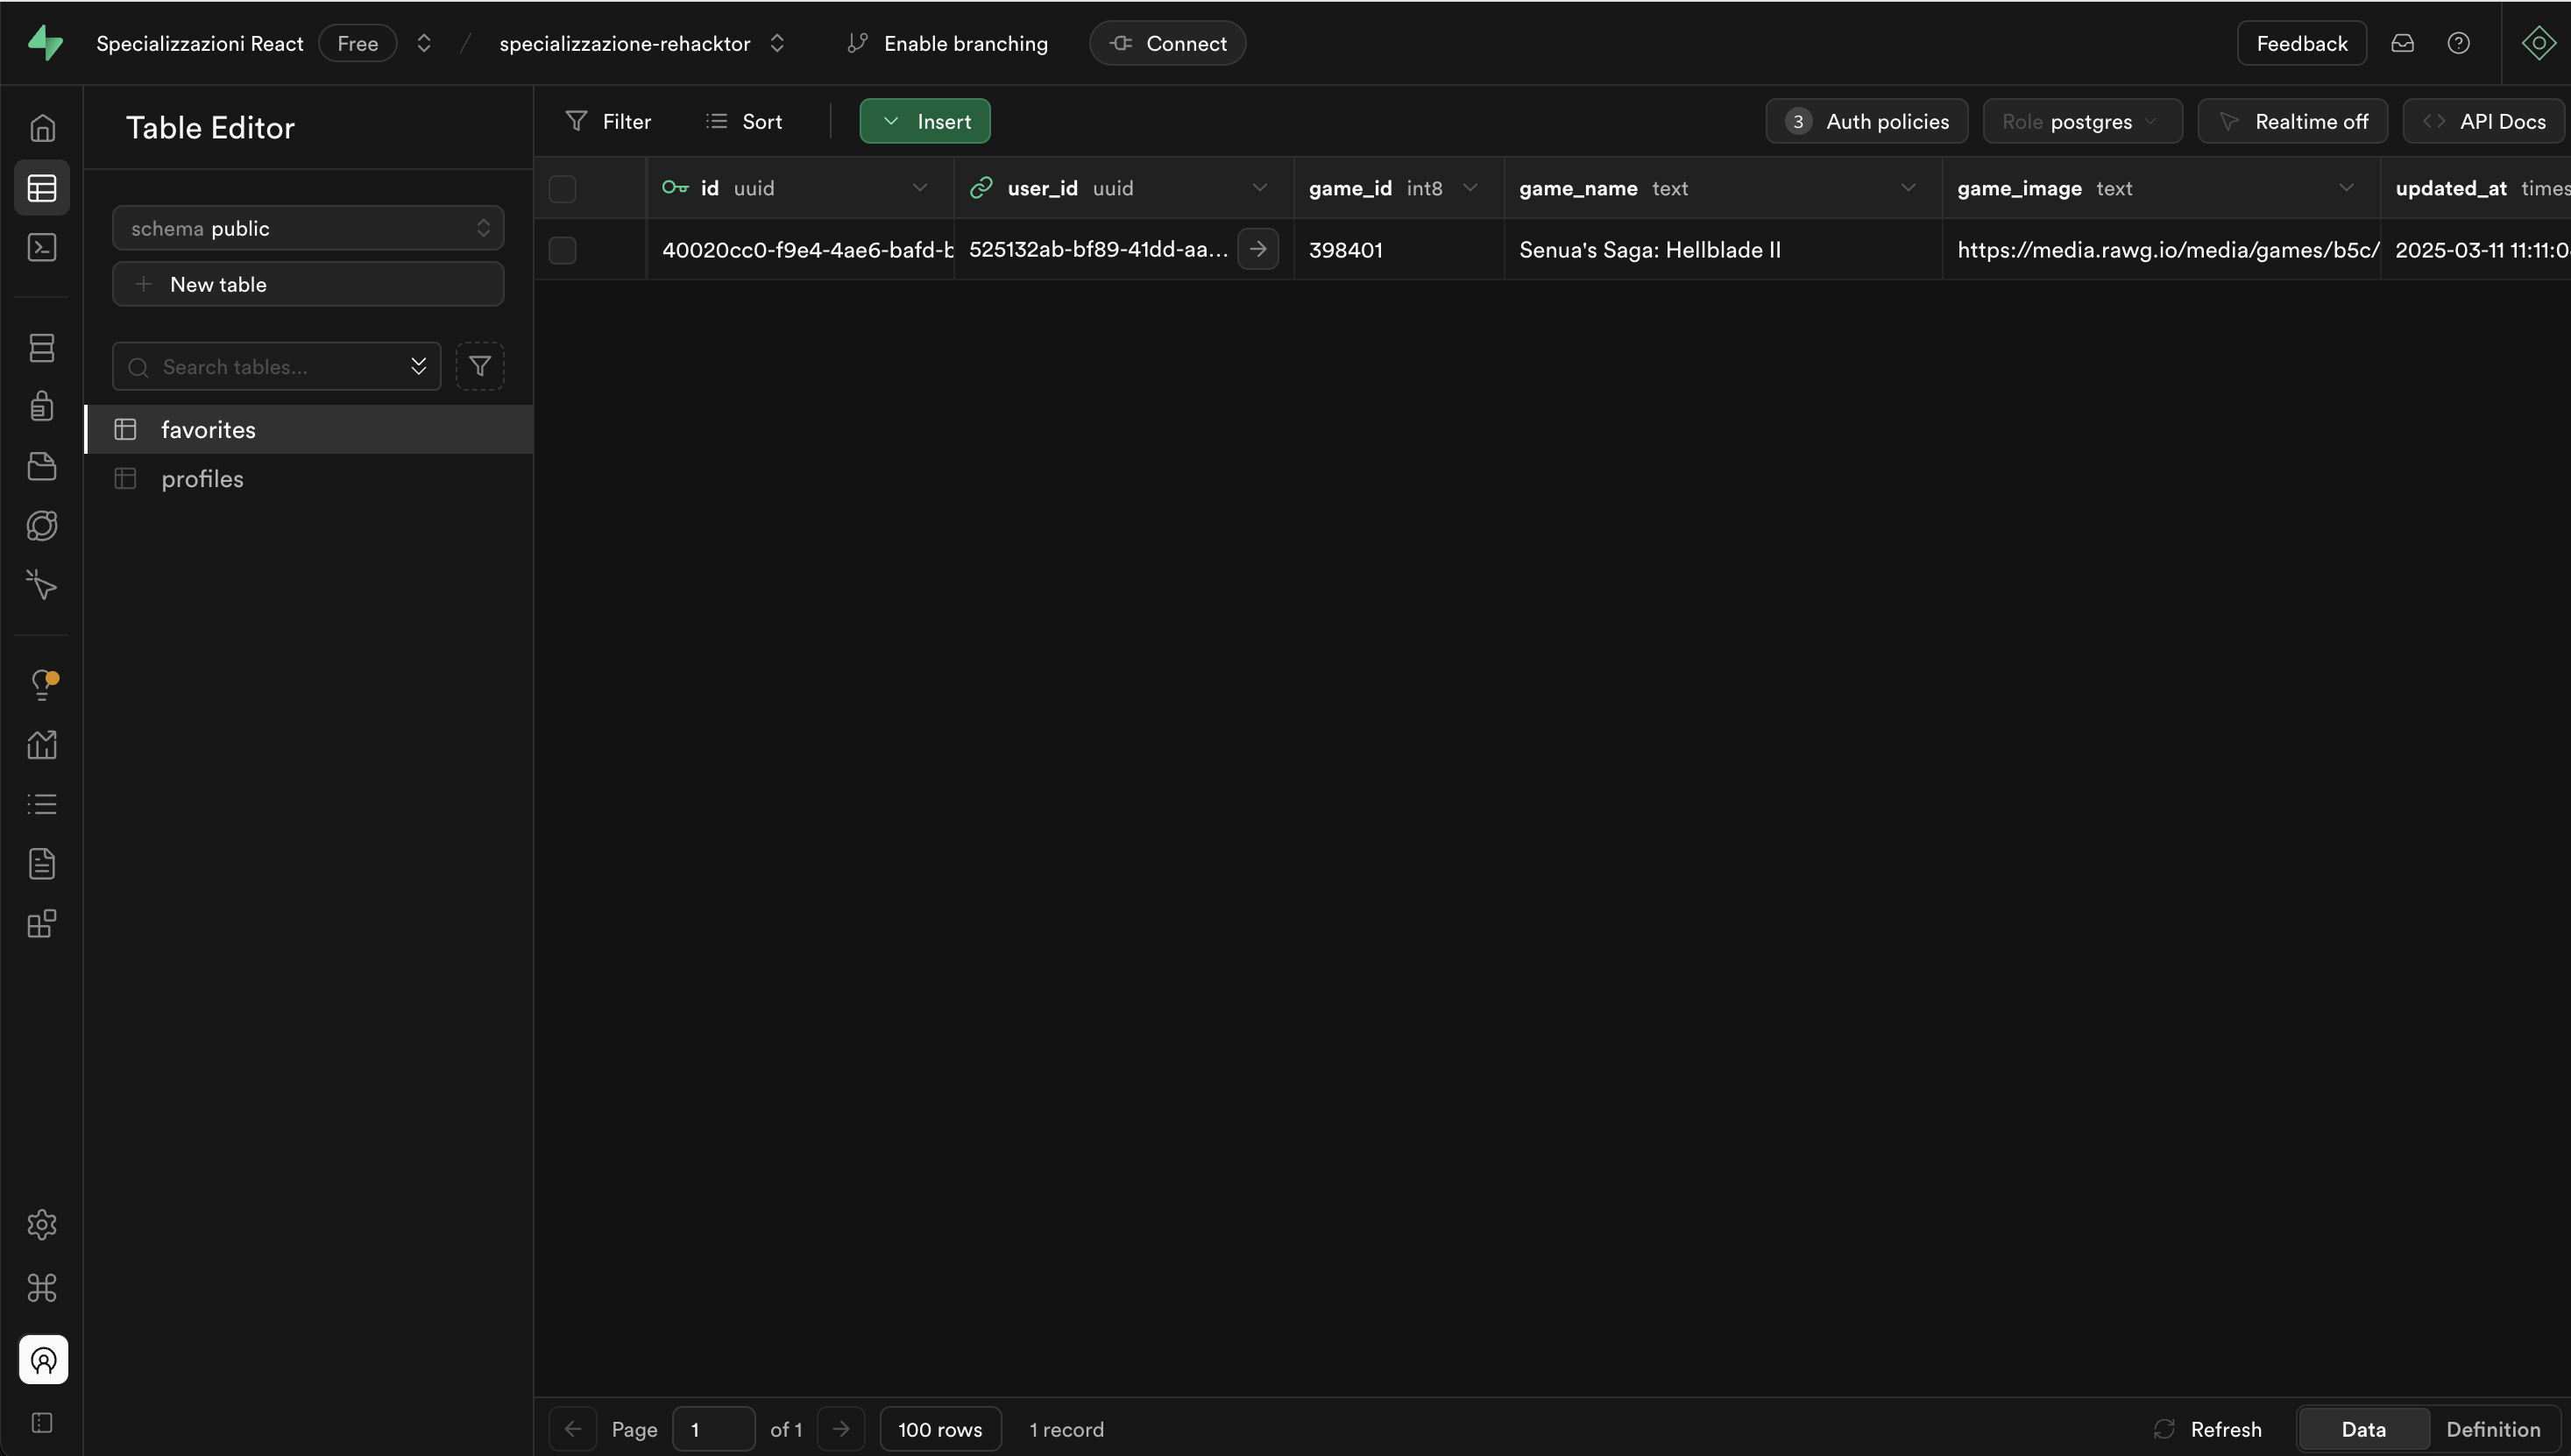 Specializzazioni React Free / specializzazione-rehacktor Enable branching Connect Feedback
Table Editor
Filter Sort Insert 3 Auth policies Role postgres Realtime off API Docs
schema public
New table
Search tables...
favorites
profiles
id uuid user_id uuid game_id int8 game_name text game_image text updated_at times
40020cc0-f9e4-4ae6-bafd-b 525132ab-bf89-41dd-aa... 398401 Senua's Saga: Hellblade II https://media.rawg.io/media/games/b5c/ 2025-03-11 11:11:0
Page 1 of 1 100 rows 1 record Refresh Data Definition